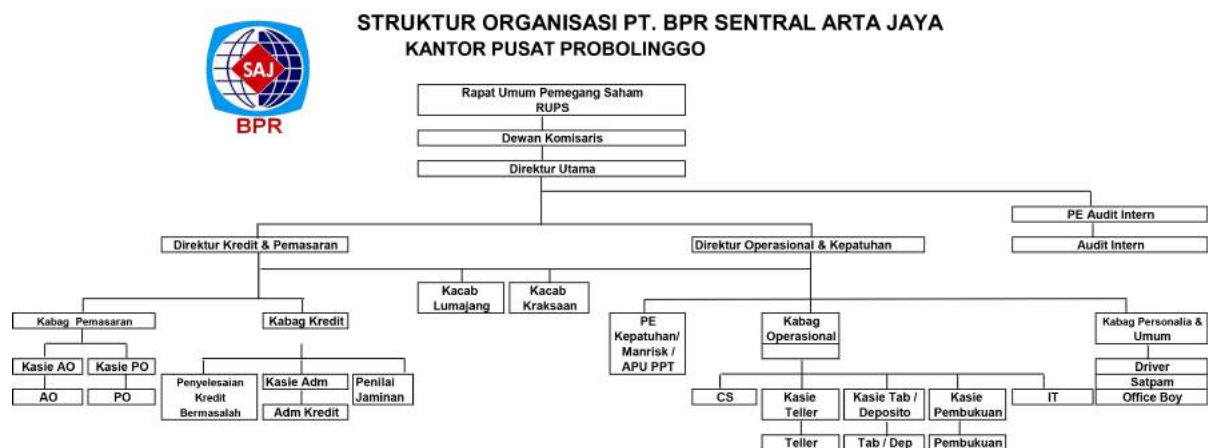 STRUKTUR ORGANISASI PT. BPR SENTRAL ARTA JAYA
KANTOR PUSAT PROBOLINGGO
SAJ
BPR
Rapat Umum Pemegang Saham
RUPS
Dewan Komisaris
Direktur Utama
PE Audit Intern
Audit Intern
Direktur Kredit & Pemasaran
Direktur Operasional & Kepatuhan
Kacab
Lumajang
Kacab
Kraksaan
Kabag Pemasaran
Kabag Kredit
PE
Kepatuhan/
Manrisk /
APU PPT
Kabag
Operasional
Kabag Personalia &
Umum
Kasie AO
Kasie PO
AO
PO
Penyelesaian
Kredit
Bermasalah
Kasie Adm
Adm Kredit
Penilai
Jaminan
Driver
Satpam
Office Boy
CS
Kasie
Teller
Kasie Tab /
Deposito
Kasie
Pembukuan
IT
Teller
Tab / Dep
Pembukuan